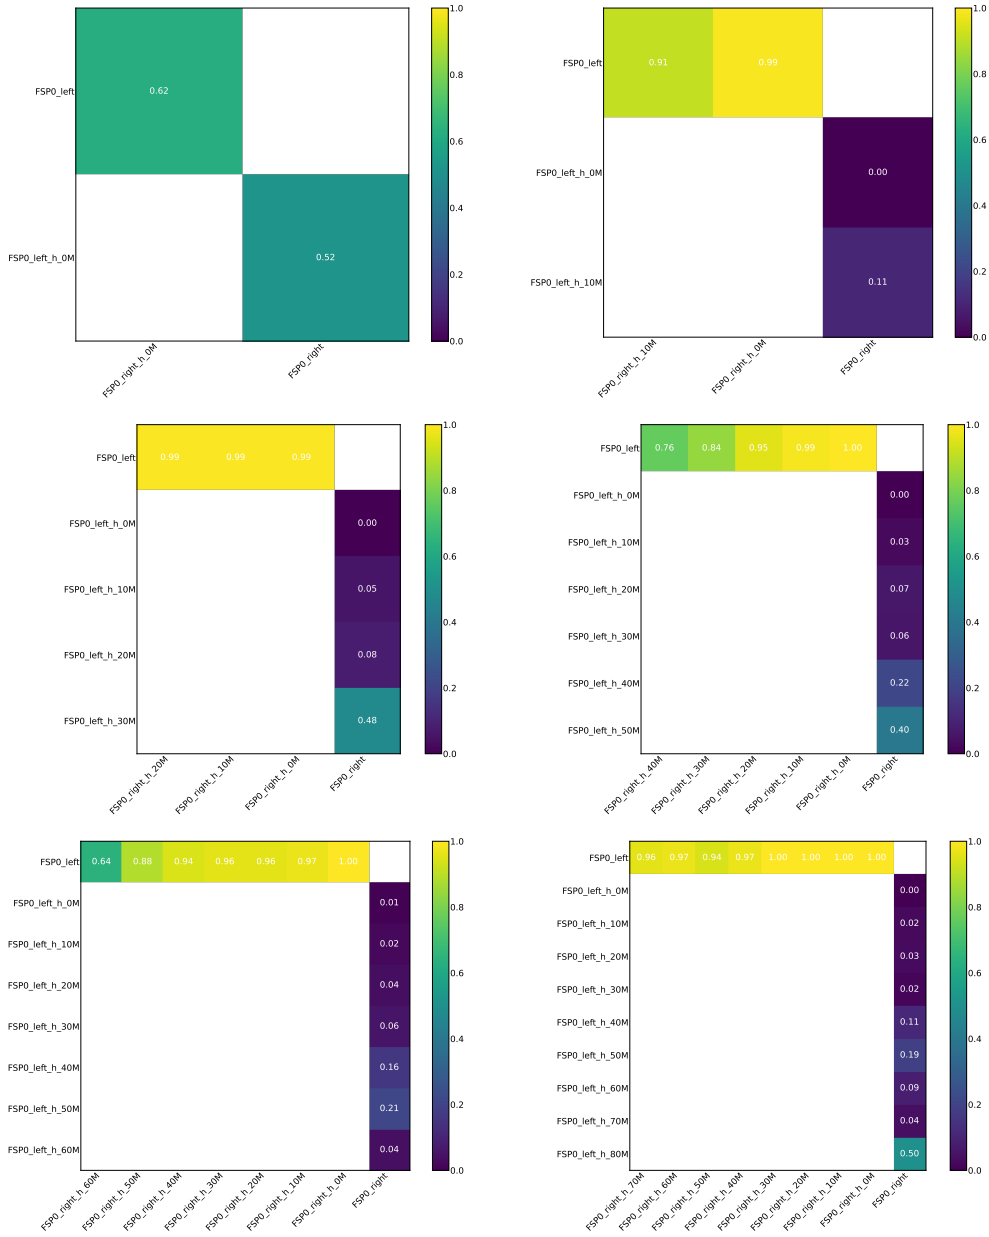 FSP0_left
FSP0_left_h_0M
0.62
0.52
FSP0_right_h_0M
FSP0_right
1.0
0.8
0.6
0.4
0.2
0.0
FSP0_left
FSP0_left_h_0M
FSP0_left_h_10M
0.91
0.99
0.00
0.11
FSP0_right_h_10M
FSP0_right_h_0M
FSP0_right
1.0
0.8
0.6
0.4
0.2
0.0
FSP0_left
FSP0_left_h_0M
FSP0_left_h_10M
FSP0_left_h_20M
FSP0_left_h_30M
0.99
0.99
0.99
0.00
0.05
0.08
0.48
FSP0_right_h_20M
FSP0_right_h_10M
FSP0_right_h_0M
FSP0_right
1.0
0.8
0.6
0.4
0.2
0.0
FSP0_left
FSP0_left_h_0M
FSP0_left_h_10M
FSP0_left_h_20M
FSP0_left_h_30M
FSP0_left_h_40M
FSP0_left_h_50M
0.76
0.84
0.95
0.99
1.00
0.00
0.03
0.07
0.06
0.22
0.40
FSP0_right_h_40M
FSP0_right_h_30M
FSP0_right_h_20M
FSP0_right_h_10M
FSP0_right_h_0M
FSP0_right
1.0
0.8
0.6
0.4
0.2
0.0
FSP0_left
FSP0_left_h_0M
FSP0_left_h_10M
FSP0_left_h_20M
FSP0_left_h_30M
FSP0_left_h_40M
FSP0_left_h_50M
FSP0_left_h_60M
0.64
0.88
0.94
0.96
0.96
0.97
1.00
0.01
0.02
0.04
0.06
0.16
0.21
0.04
FSP0_right_h_60M
FSP0_right_h_50M
FSP0_right_h_40M
FSP0_right_h_30M
FSP0_right_h_20M
FSP0_right_h_10M
FSP0_right_h_0M
FSP0_right
1.0
0.8
0.6
0.4
0.2
0.0
FSP0_left
FSP0_left_h_0M
FSP0_left_h_10M
FSP0_left_h_20M
FSP0_left_h_30M
FSP0_left_h_40M
FSP0_left_h_50M
FSP0_left_h_60M
FSP0_left_h_70M
FSP0_left_h_80M
0.96
0.97
0.94
0.97
1.00
1.00
1.00
1.00
0.00
0.02
0.03
0.02
0.11
0.19
0.09
0.04
0.50
FSP0_right_h_70M
FSP0_right_h_60M
FSP0_right_h_50M
FSP0_right_h_40M
FSP0_right_h_30M
FSP0_right_h_20M
FSP0_right_h_10M
FSP0_right_h_0M
FSP0_right
1.0
0.8
0.6
0.4
0.2
0.0